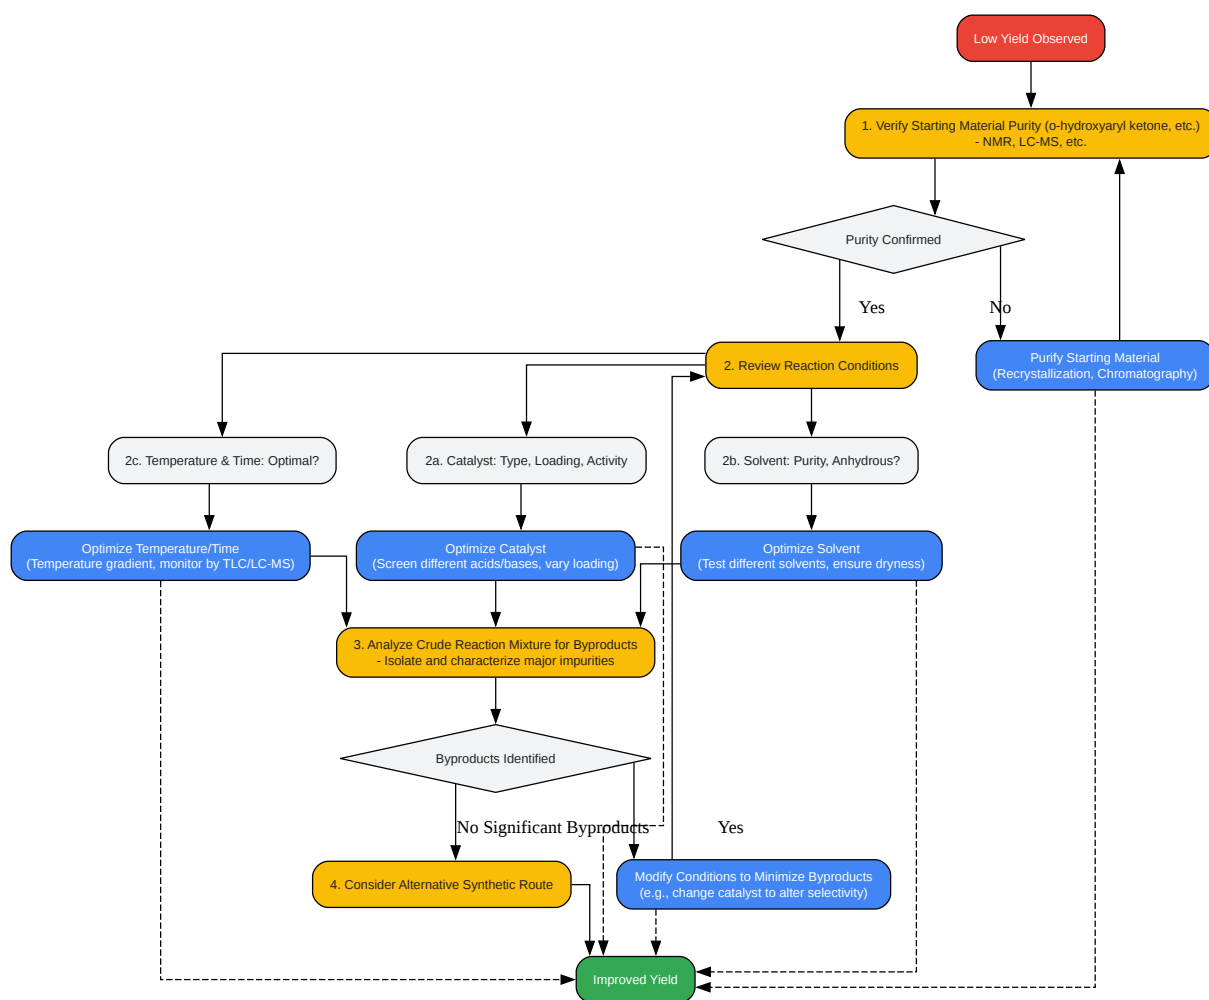 Low Yield Observed
1. Verify Starting Material Purity (o-hydroxyaryl ketone, etc.)
- NMR, LC-MS, etc.
Purity Confirmed
Yes
No
2. Review Reaction Conditions
Purify Starting Material
(Recrystallization, Chromatography)
2c. Temperature & Time: Optimal?
2a. Catalyst: Type, Loading, Activity
2b. Solvent: Purity, Anhydrous?
Optimize Temperature/Time
(Temperature gradient, monitor by TLC/LC-MS)
Optimize Catalyst
(Screen different acids/bases, vary loading)
Optimize Solvent
(Test different solvents, ensure dryness)
3. Analyze Crude Reaction Mixture for Byproducts
- Isolate and characterize major impurities
Byproducts Identified
No Significant Byproducts
Yes
4. Consider Alternative Synthetic Route
Modify Conditions to Minimize Byproducts
(e.g., change catalyst to alter selectivity)
Improved Yield